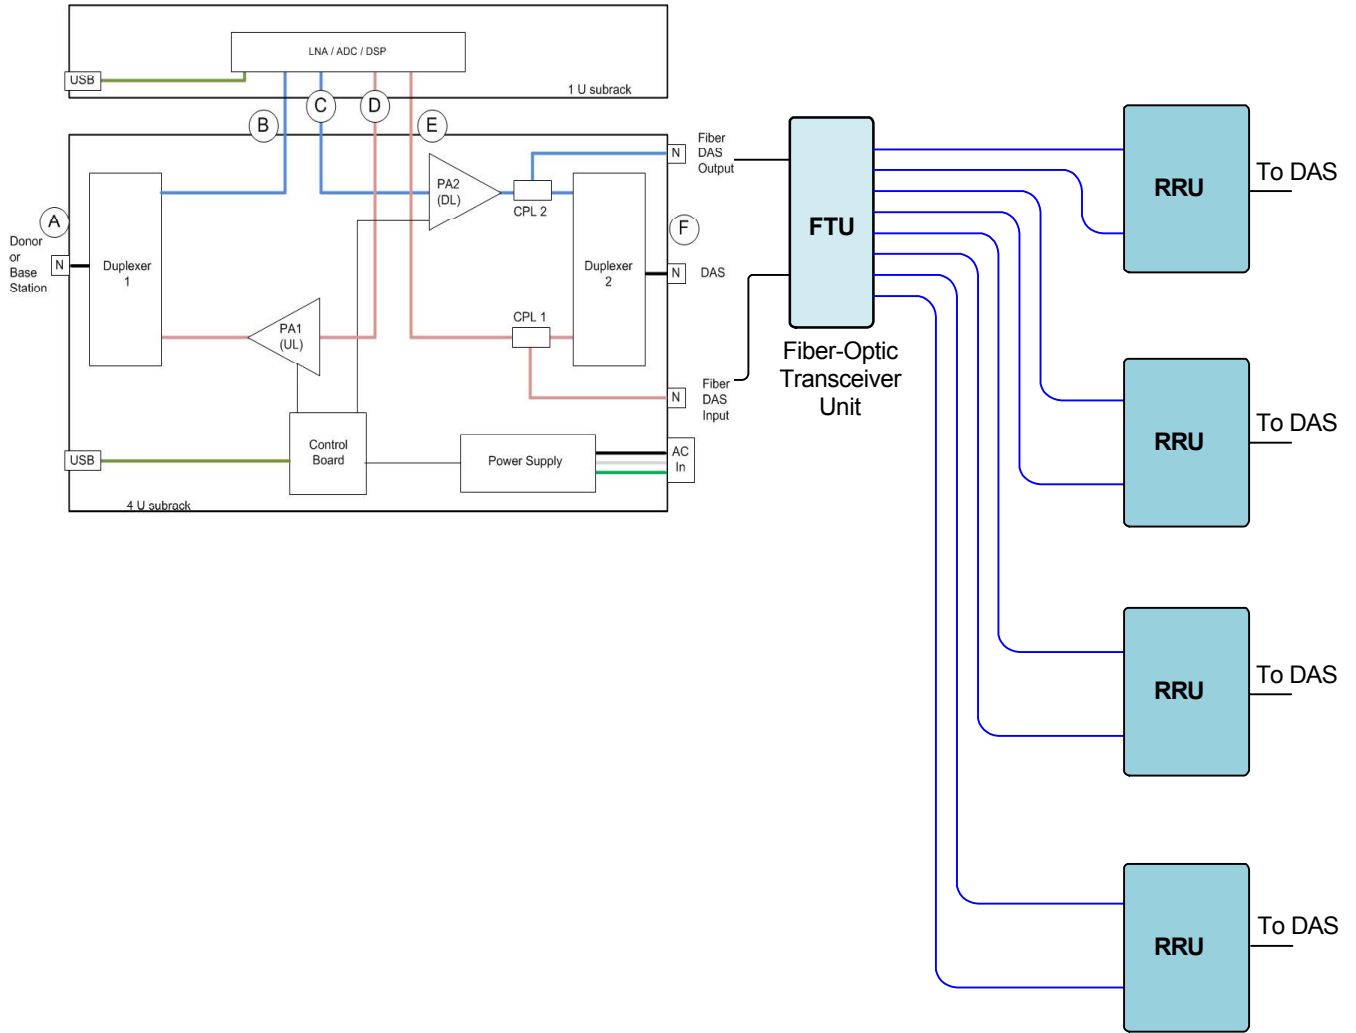 LNA / ADC / DSP
USB
1 U subrack
B
C
D
E
A
Donor
or
Base
Station
N
Duplexer
1
PA2
(DL)
CPL 2
PA1
(UL)
CPL 1
Duplexer
2
F
N
Fiber
DAS
Output
N
DAS
N
Fiber
DAS
Input
USB
Control
Board
Power Supply
AC
In
4 U subrack
FTU
Fiber-Optic
Transceiver
Unit
RRU
To DAS
RRU
To DAS
RRU
To DAS
RRU
To DAS